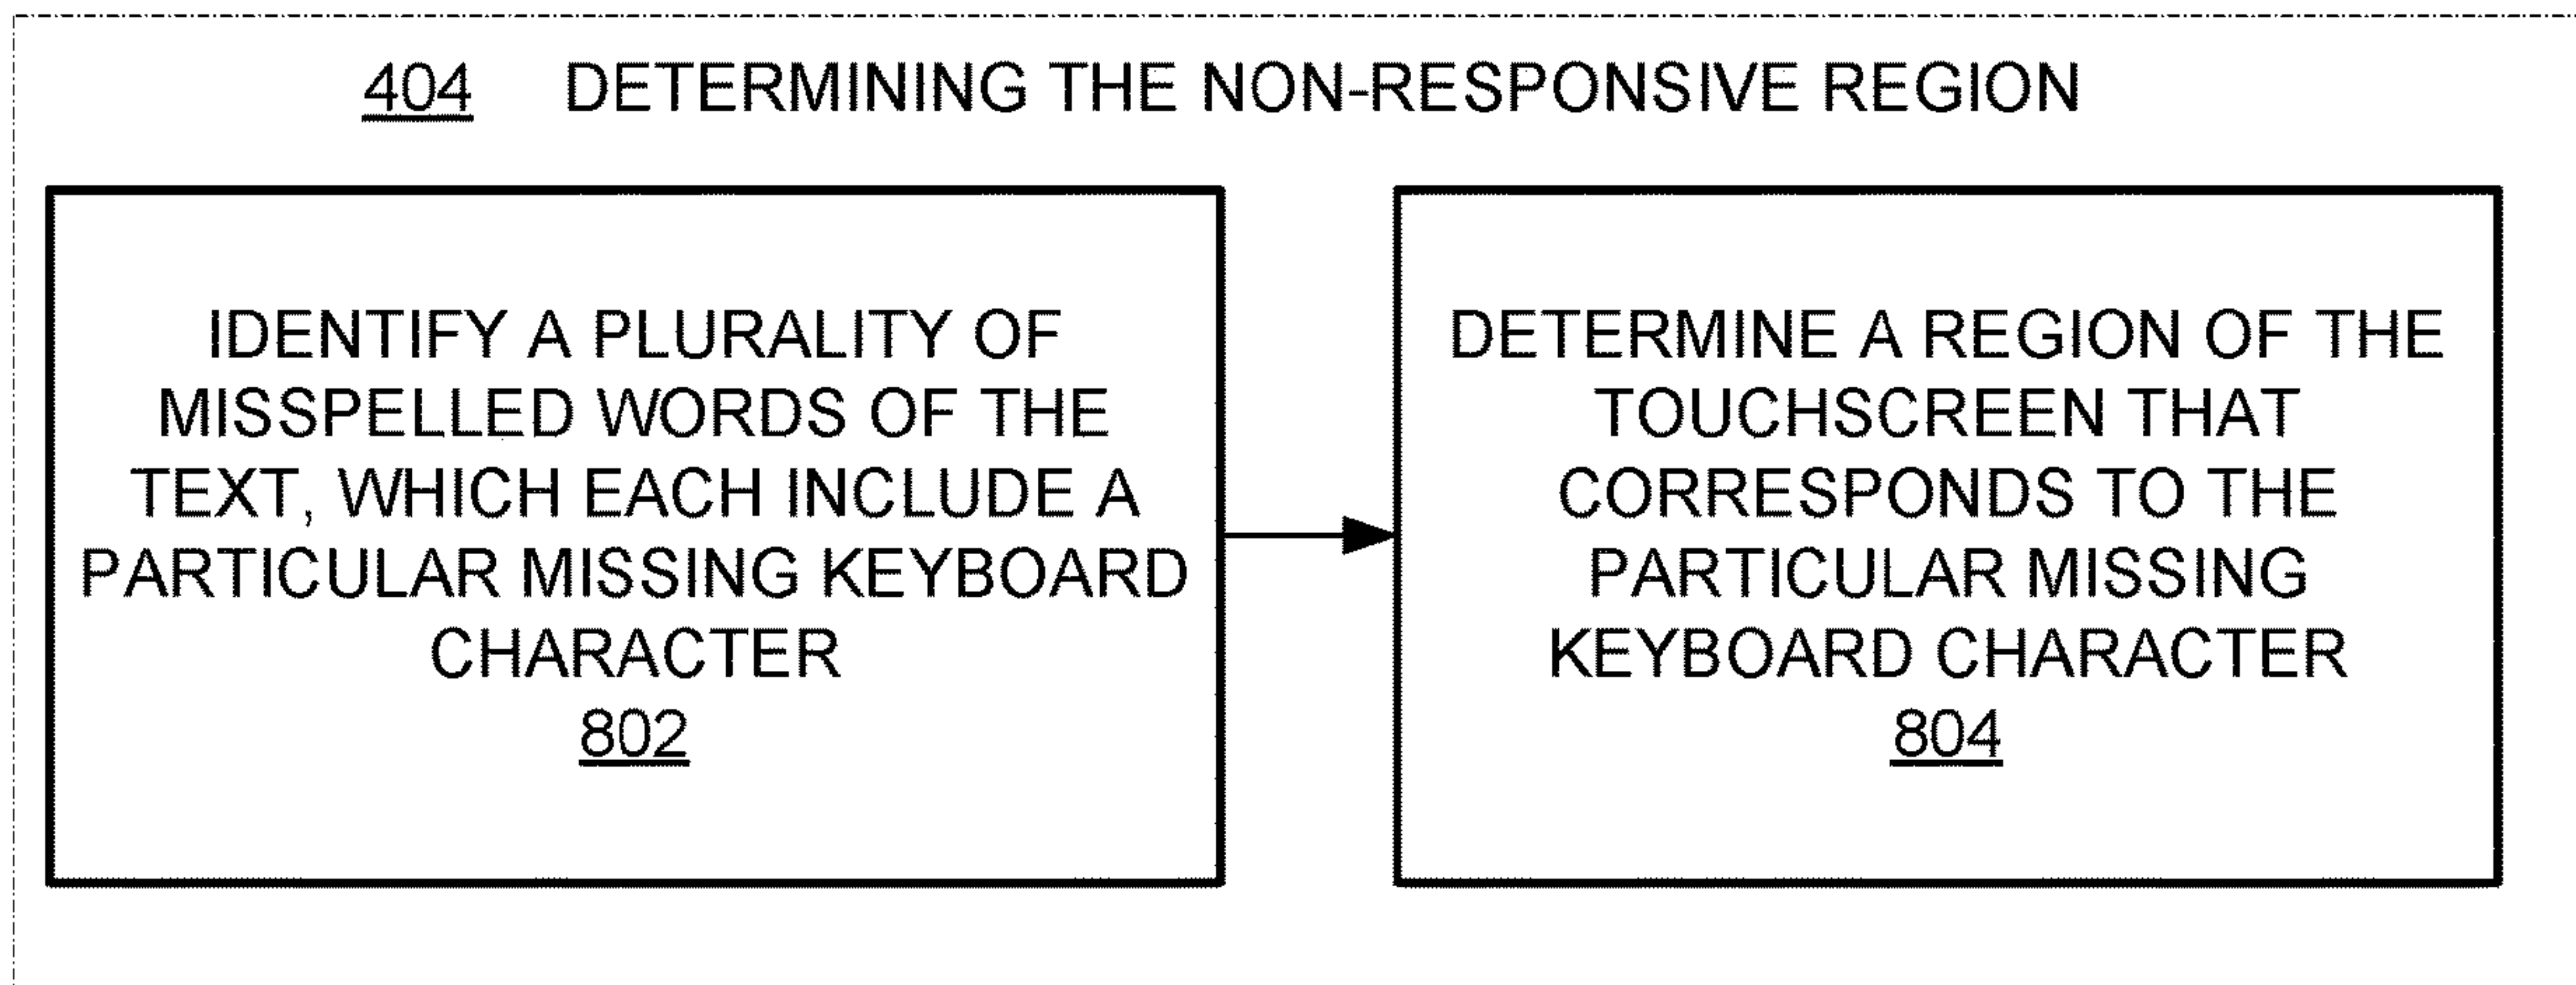 404 DETERMINING THE NON-RESPONSIVE REGION
IDENTIFY A PLURALITY OF
MISSPELLED WORDS OF THE
TEXT, WHICH EACH INCLUDE A
PARTICULAR MISSING KEYBOARD
CHARACTER
802
DETERMINE A REGION OF THE
TOUCHSCREEN THAT
CORRESPONDS TO THE
PARTICULAR MISSING
KEYBOARD CHARACTER
804